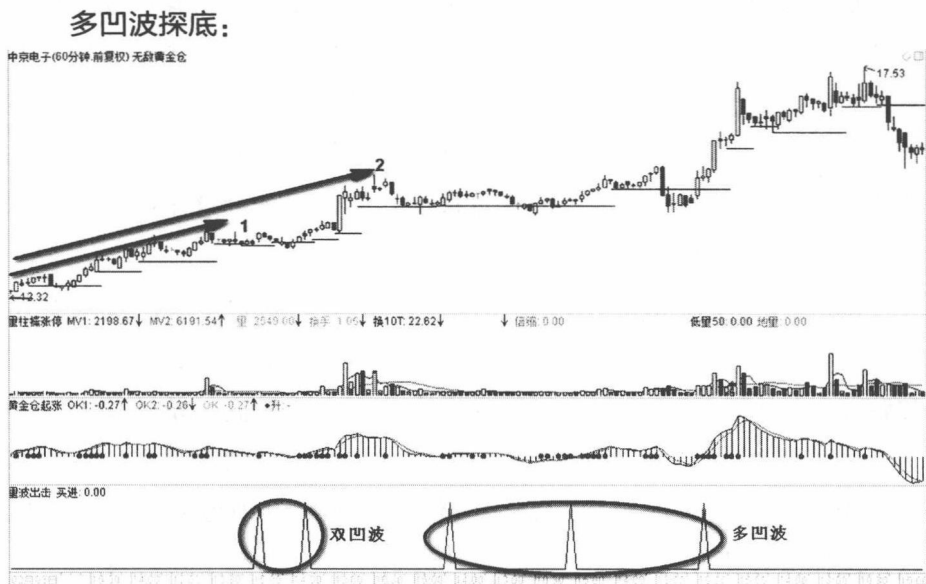 多凹波探底：
中京电子(60分钟.前复权) 无敌黄金仓
17.53
2
1
13.32
量柱擒涨停 MV1: 2198.67↓ MV2: 6191.54↑ 量: 2549.00↓ 换手: 1.05↓ 换10T: 22.62↓ ↓ 信缩: 0.00 低量50: 0.00 地量: 0.00
黄金仓起涨 OK1: -0.27↑ OK2: -0.26↓ OK: -0.27↑ ◆升: -
量波出击 买进: 0.00
双凹波
多凹波